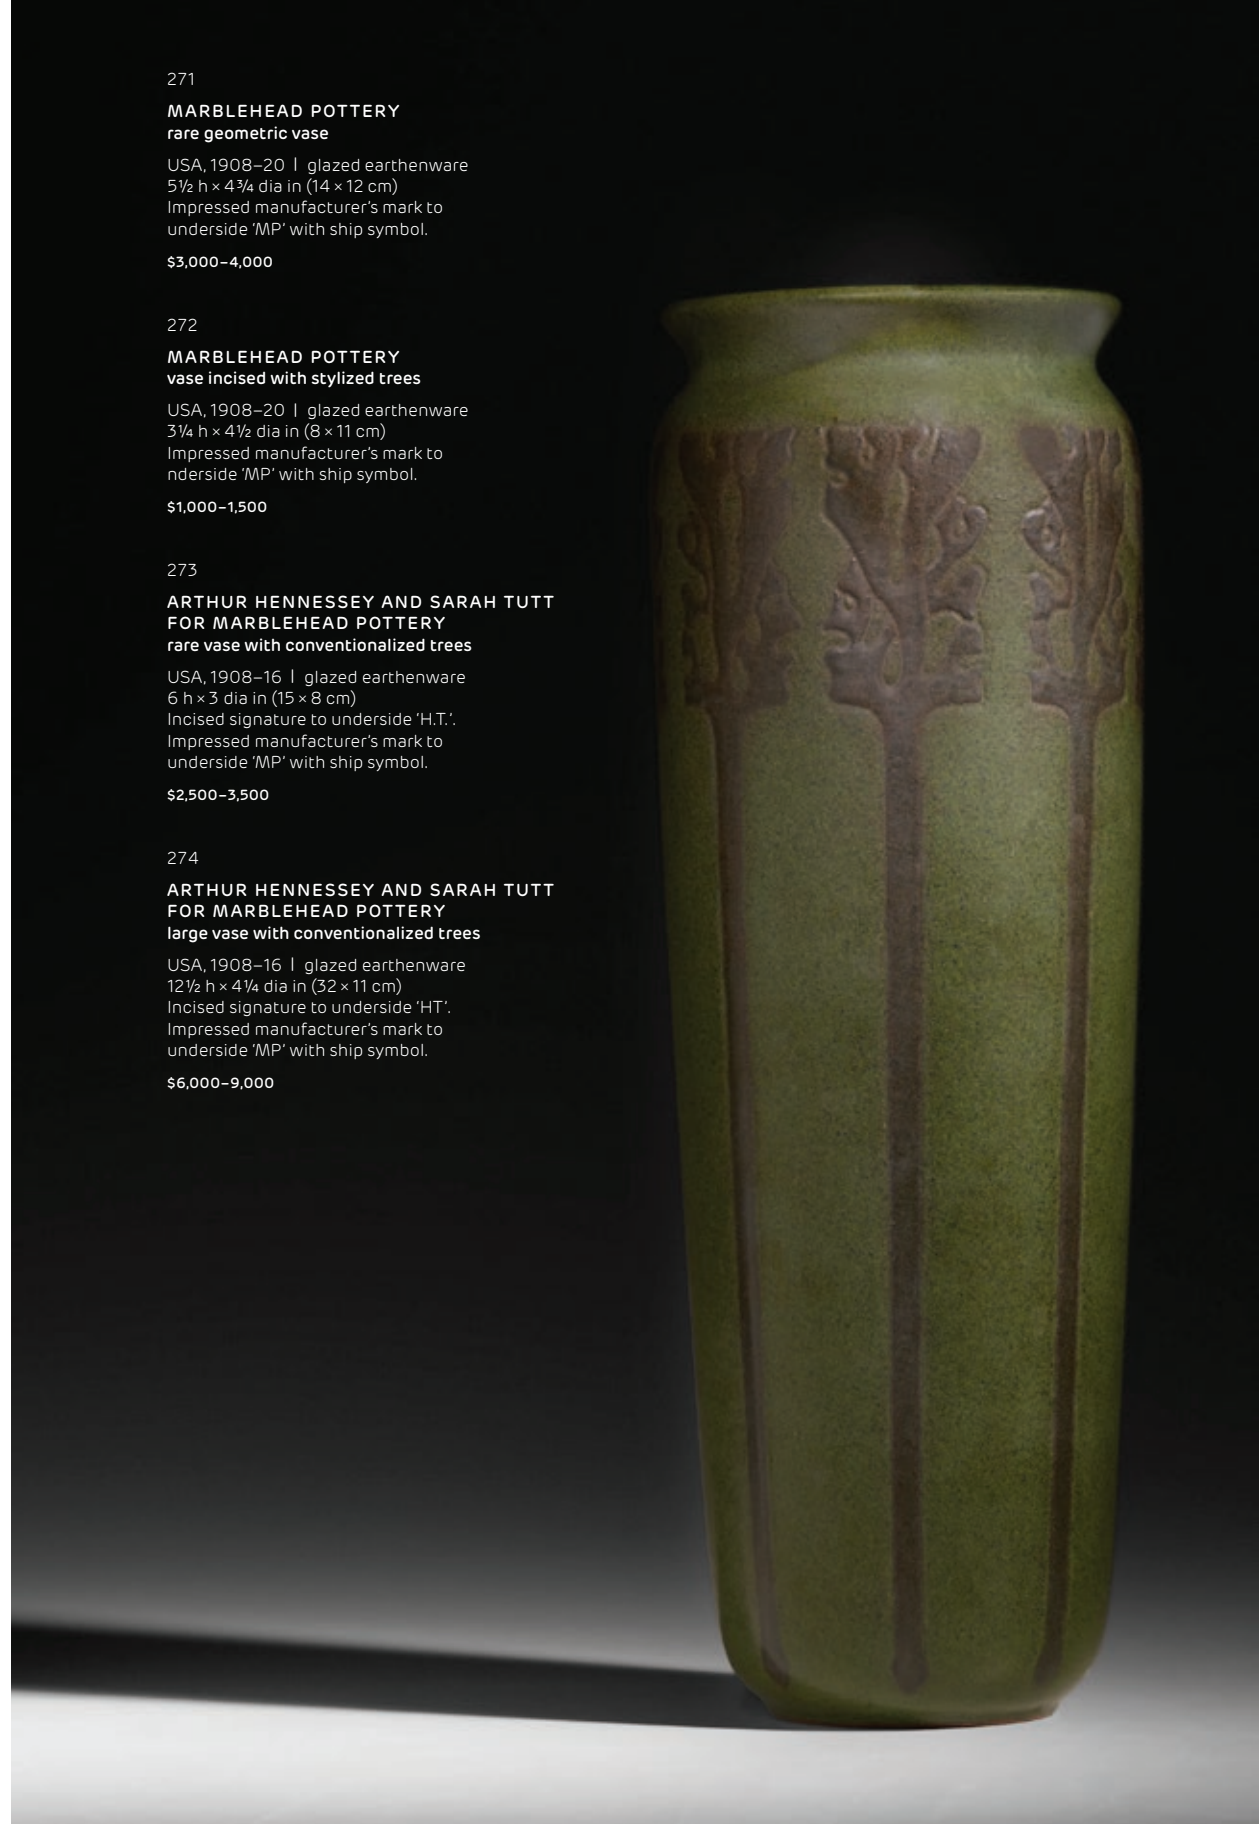 271
MARBLEHEAD POTTERY
rare geometric vase
USA, 1908–20 | glazed earthenware
5½ h × 4¾ dia in (14 × 12 cm)
Impressed manufacturer's mark to
underside 'MP' with ship symbol.
$3,000–4,000
272
MARBLEHEAD POTTERY
vase incised with stylized trees
USA, 1908–20 | glazed earthenware
3¼ h × 4½ dia in (8 × 11 cm)
Impressed manufacturer's mark to
nderside 'MP' with ship symbol.
$1,000–1,500
273
ARTHUR HENNESSEY AND SARAH TUTT
FOR MARBLEHEAD POTTERY
rare vase with conventionalized trees
USA, 1908–16 | glazed earthenware
6 h × 3 dia in (15 × 8 cm)
Incised signature to underside 'H.T.'.
Impressed manufacturer's mark to
underside 'MP' with ship symbol.
$2,500–3,500
274
ARTHUR HENNESSEY AND SARAH TUTT
FOR MARBLEHEAD POTTERY
large vase with conventionalized trees
USA, 1908–16 | glazed earthenware
12½ h × 4¼ dia in (32 × 11 cm)
Incised signature to underside 'HT'.
Impressed manufacturer's mark to
underside 'MP' with ship symbol.
$6,000–9,000